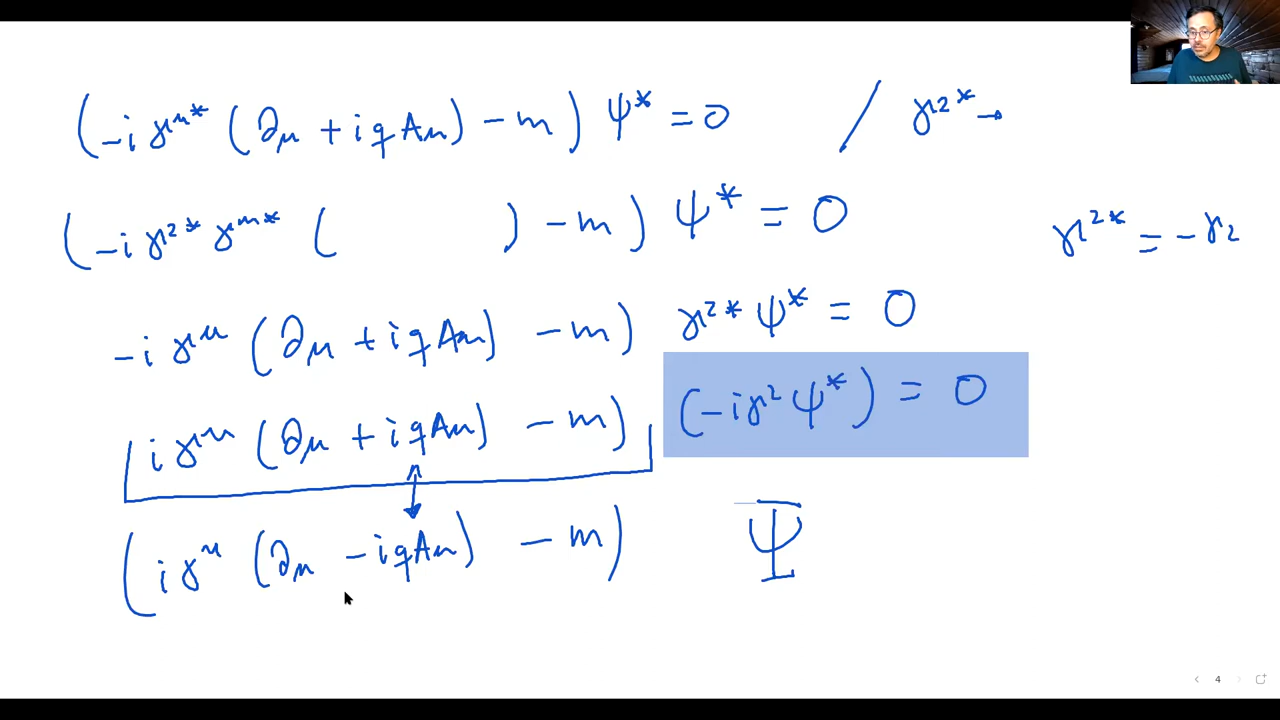 (-iγ^μ* (∂_μ + iqA_μ) - m) ψ* = 0 / γ^2* →
(-iγ^2* γ^μ* ( ) - m) ψ* = 0 γ^2* = -γ_2
-iγ^μ (∂_μ + iqA_μ) - m) γ^2* ψ* = 0
iγ^μ (∂_μ + iqA_μ) - m) (-iγ^2 ψ*) = 0
(iγ^μ (∂_μ - iqA_μ) - m) Ψ
4